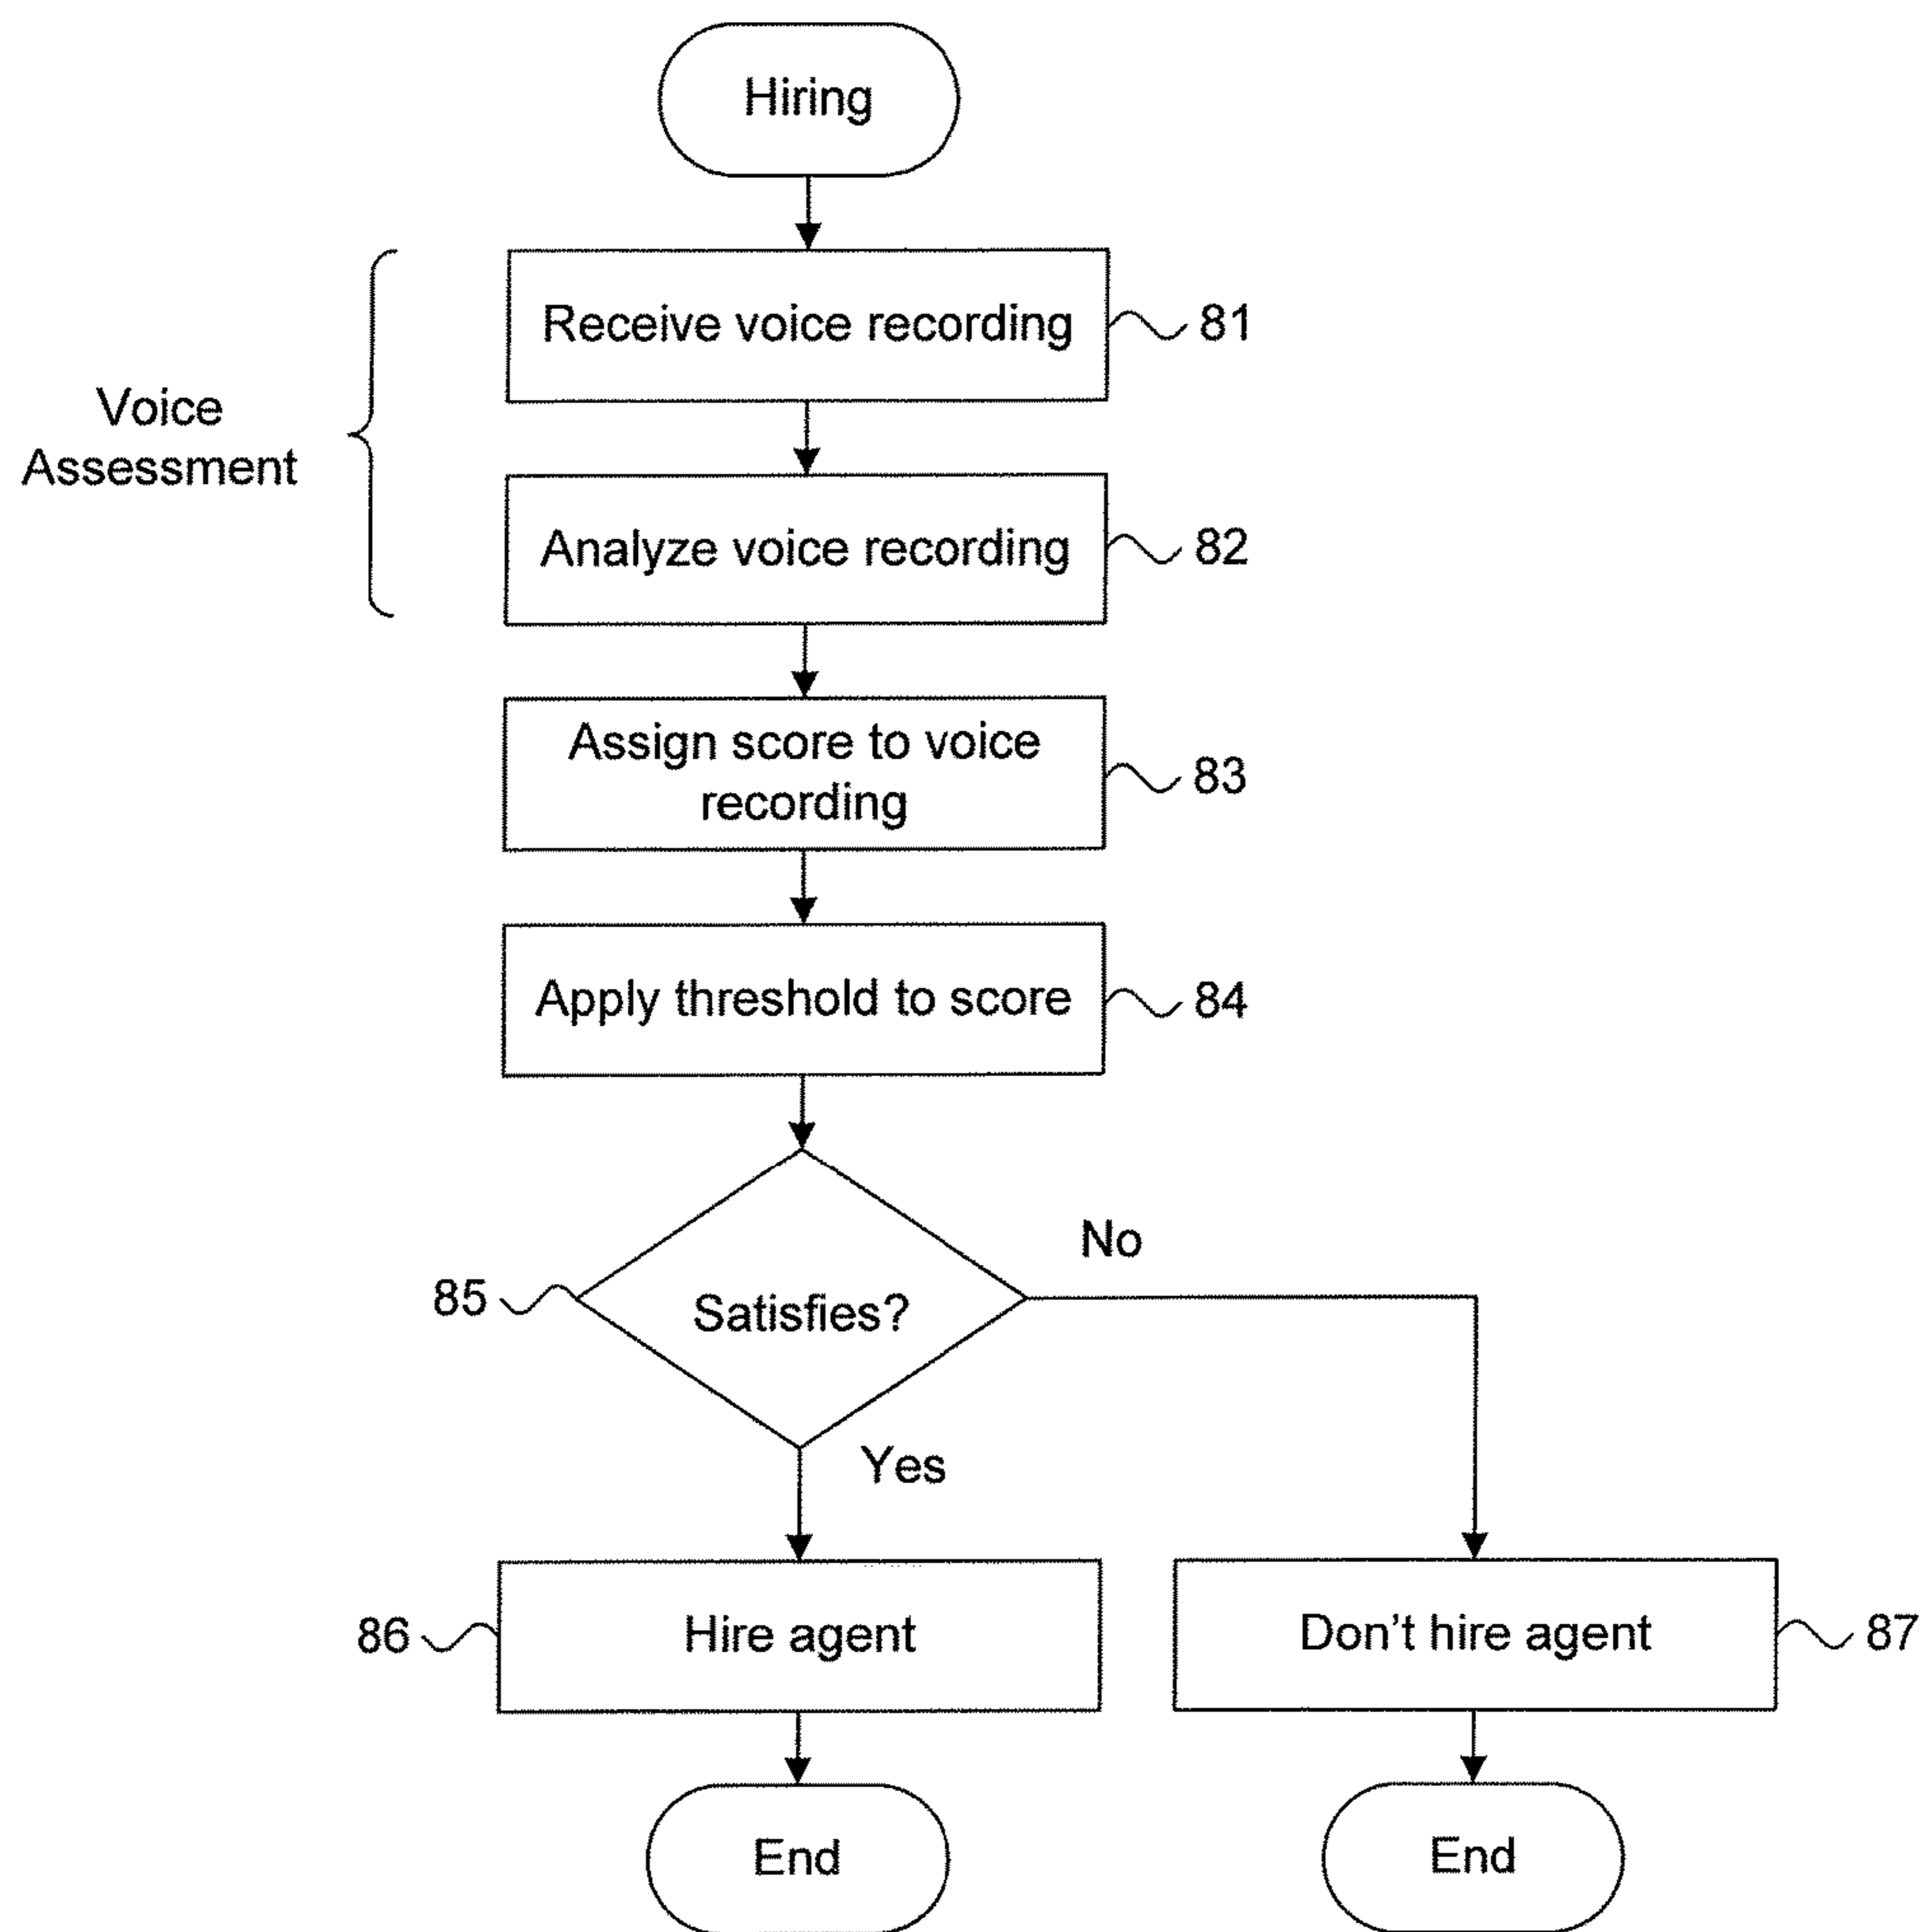 Hiring
Receive voice recording
81
Voice
Assessment
Analyze voice recording
82
Assign score to voice
recording
83
Apply threshold to score
84
No
85
Satisfies?
Yes
86
Hire agent
Don't hire agent
87
End
End